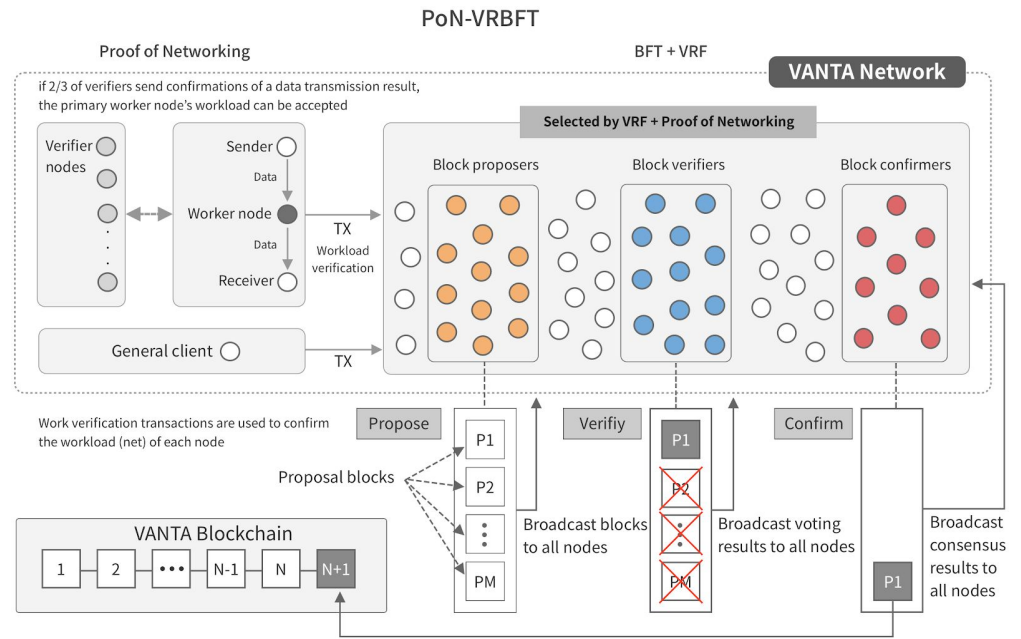 PoN-VRBFT
Proof of Networking
BFT + VRF
VANTA Network
if 2/3 of verifiers send confirmations of a data transmission result,
the primary worker node's workload can be accepted
Selected by VRF + Proof of Networking
Verifier
nodes
Sender
Data
Worker node
Data
Receiver
TX
Workload
verification
General client
TX
Block proposers
Block verifiers
Block confirmers
Work verification transactions are used to confirm
the workload (net) of each node
Propose
Verifiy
Confirm
Proposal blocks
P1
P2
PM
Broadcast blocks
to all nodes
P1
P2
PM
Broadcast voting
results to all nodes
P1
Broadcast
consensus
results to
all nodes
VANTA Blockchain
1
2
•••
N-1
N
N+1